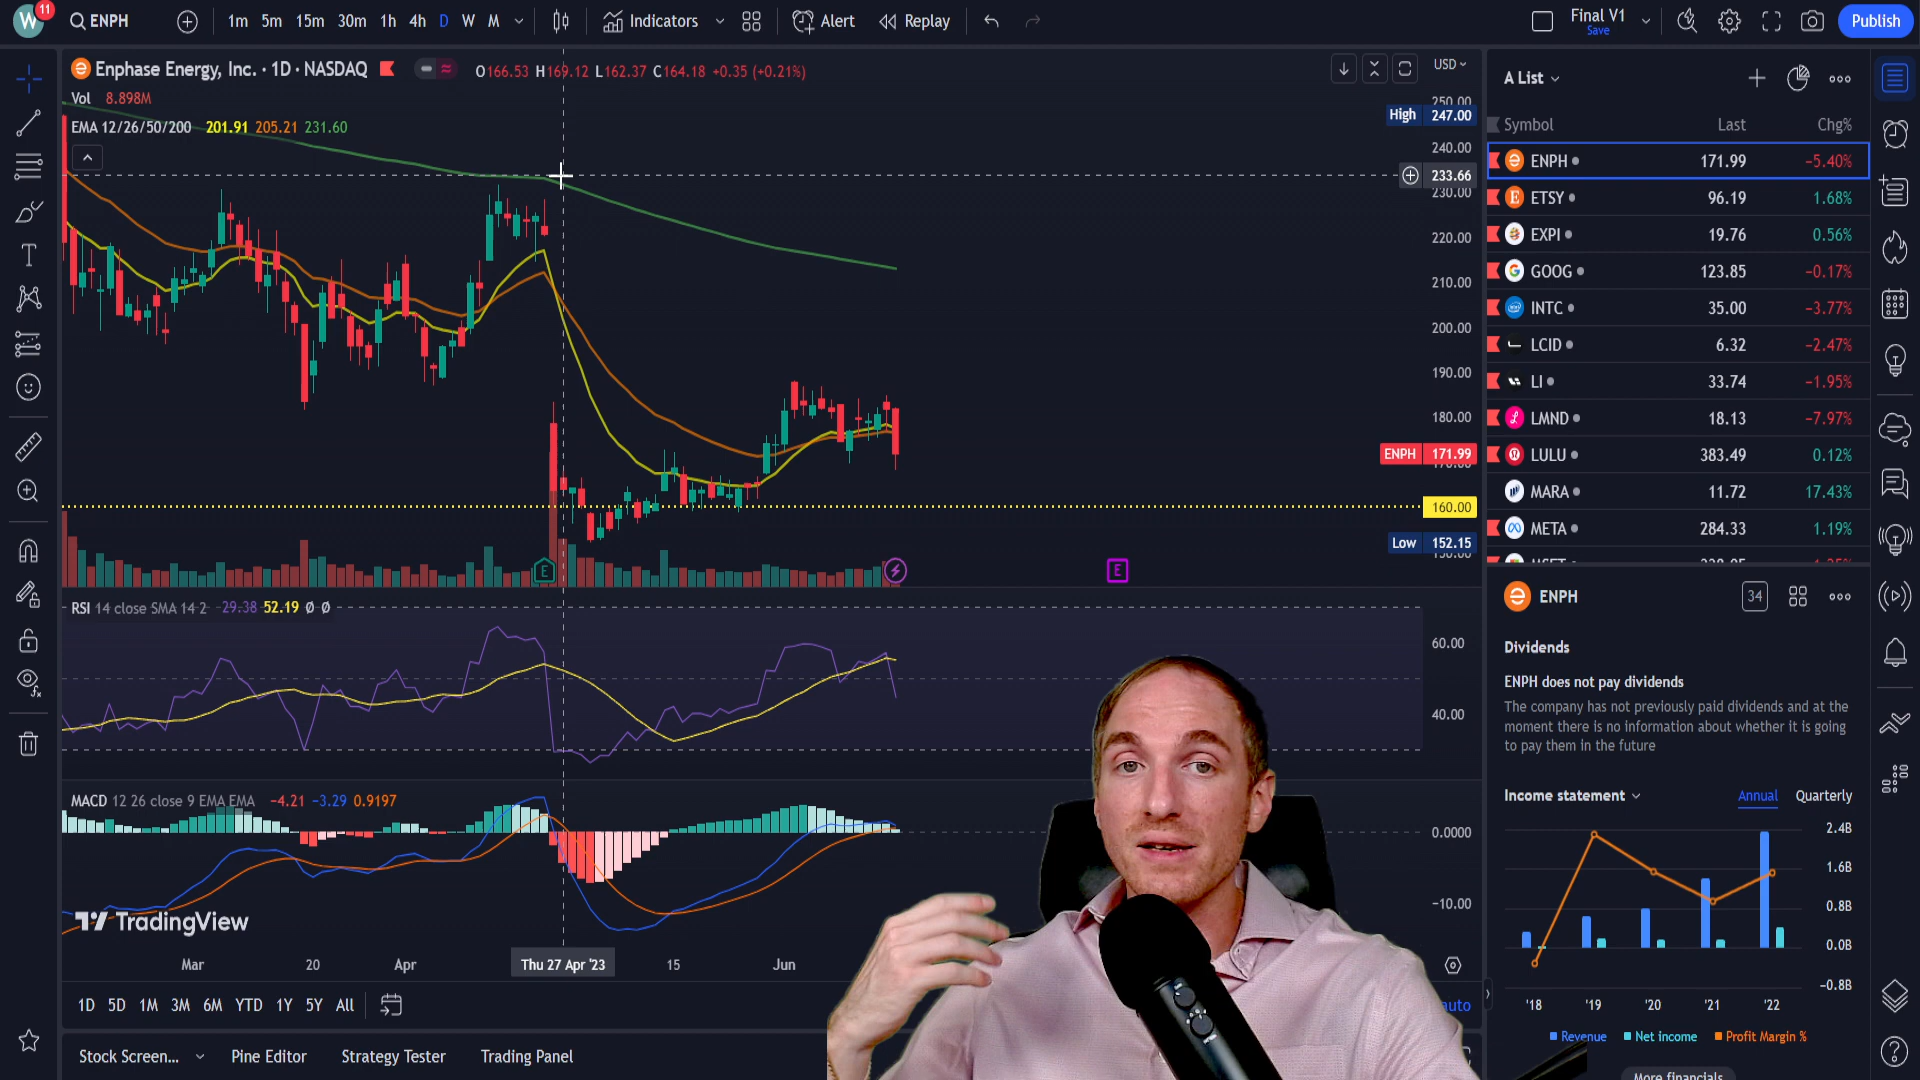 W 11 ENPH 1m 5m 15m 30m 1h 4h D W M Indicators Alert Replay Final V1 Save Publish
Enphase Energy, Inc. · 1D · NASDAQ O166.53 H169.12 L162.37 C164.18 +0.35 (+0.21%) USD
Vol 8.898M
EMA 12/26/50/200 201.91 205.21 231.60
250.00
High 247.00
240.00
233.66
230.00
220.00
210.00
200.00
190.00
180.00
ENPH 171.99
160.00
Low 152.15
E
E
RSI 14 close SMA 14 2 29.38 52.19 Ø Ø
60.00
40.00
MACD 12 26 close 9 EMA EMA −4.21 −3.29 0.9197
0.0000
−10.00
TradingView
Mar 20 Apr Thu 27 Apr '23 15 Jun
1D 5D 1M 3M 6M YTD 1Y 5Y All
auto
Stock Screen... Pine Editor Strategy Tester Trading Panel
A List
Symbol Last Chg%
ENPH 171.99 −5.40%
ETSY 96.19 1.68%
EXPI 19.76 0.56%
GOOG 123.85 −0.17%
INTC 35.00 −3.77%
LCID 6.32 −2.47%
LI 33.74 −1.95%
LMND 18.13 −7.97%
LULU 383.49 0.12%
MARA 11.72 17.43%
META 284.33 1.19%
ENPH 34
Dividends
ENPH does not pay dividends
The company has not previously paid dividends and at the
moment there is no information about whether it is going
to pay them in the future
Income statement Annual Quarterly
2.4B
1.6B
0.8B
0.0B
−0.8B
'18 '19 '20 '21 '22
Revenue Net income Profit Margin %
More financials